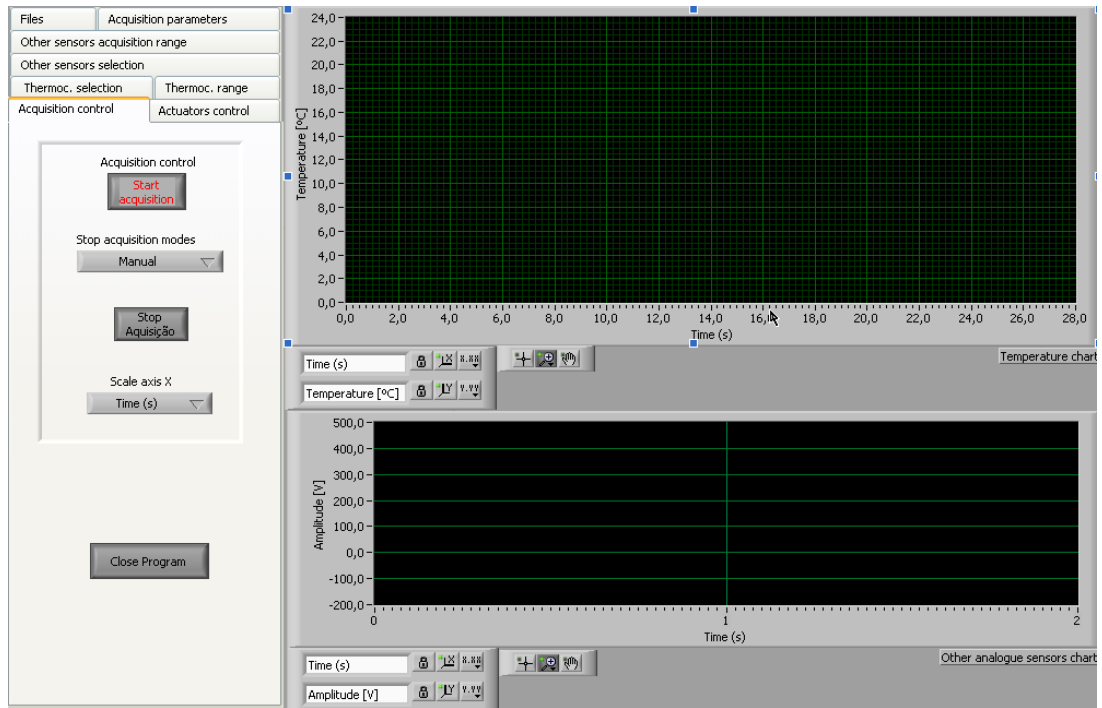 Files
Acquisition parameters
Other sensors acquisition range
Other sensors selection
Thermoc. selection
Thermoc. range
Acquisition control
Actuators control
Acquisition control
Start
acquisition
Stop acquisition modes
Manual
Stop
Aquisição
Scale axis X
Time (s)
Close Program
24,0
22,0
20,0
18,0
16,0
14,0
12,0
10,0
8,0
6,0
4,0
2,0
0,0
Temperature [ºC]
0,0 2,0 4,0 6,0 8,0 10,0 12,0 14,0 16,0 18,0 20,0 22,0 24,0 26,0 28,0
Time (s)
Time (s)
X.XX
Temperature chart
Temperature [ºC]
Y.YY
500,0
400,0
300,0
200,0
100,0
0,0
-100,0
-200,0
Amplitude [V]
0 1 2
Time (s)
Time (s)
X.XX
Other analogue sensors chart
Amplitude [V]
Y.YY